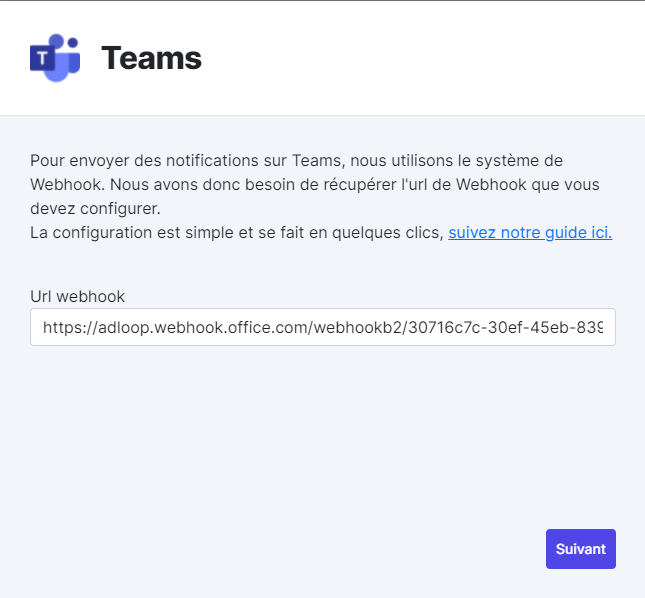 T
Teams
Pour envoyer des notifications sur Teams, nous utilisons le système de
Webhook. Nous avons donc besoin de récupérer l'url de Webhook que vous
devez configurer.
La configuration est simple et se fait en quelques clics, suivez notre guide ici.
Url webhook
https://adloop.webhook.office.com/webhookb2/30716c7c-30ef-45eb-839
Suivant